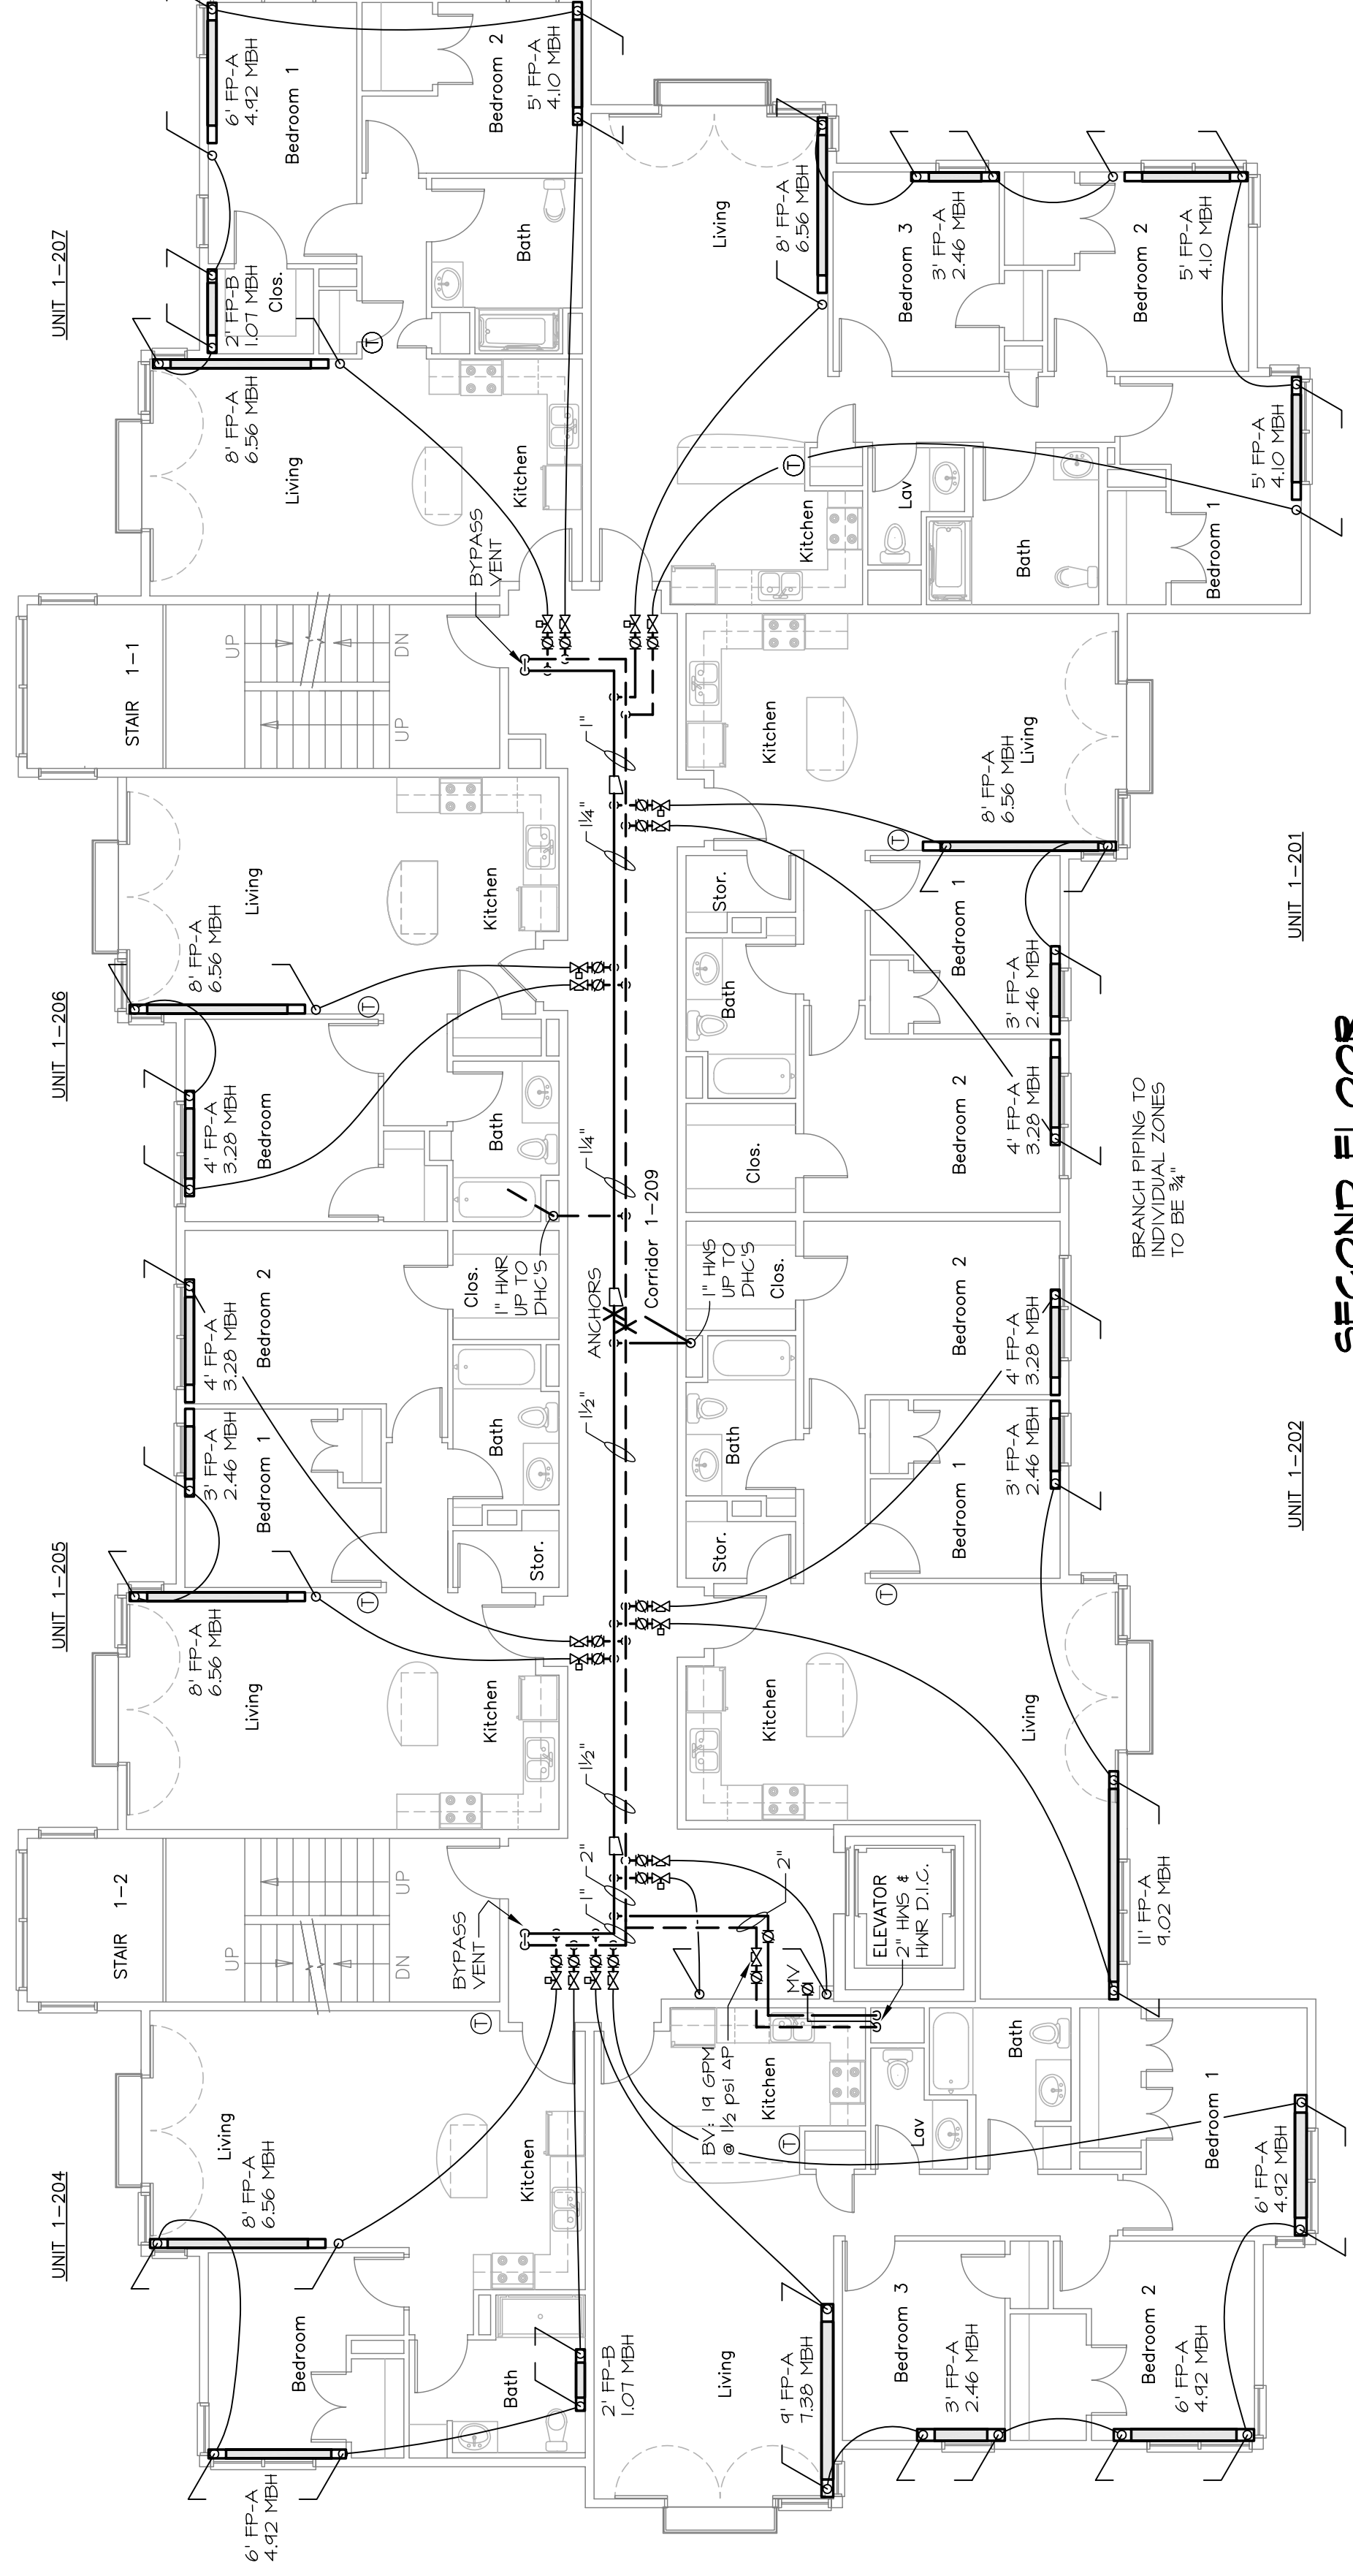 UNIT 1-207
6' FP-A
4.92 MBH
Bedroom 1
Bedroom 2
5' FP-A
4.10 MBH
2' FP-B
1.07 MBH
Clos.
Bath
T
8' FP-A
6.56 MBH
Living
Kitchen
BYPASS
VENT
STAIR 1-1
UP
DN
UP
Living
8' FP-A
6.56 MBH
Bedroom 3
3' FP-A
2.46 MBH
Bedroom 2
5' FP-A
4.10 MBH
5' FP-A
4.10 MBH
Bedroom 1
T
Kitchen
Lav
Bath
1"
1¼"
UNIT 1-206
Living
8' FP-A
6.56 MBH
Kitchen
T
4' FP-A
3.28 MBH
Bedroom
Bath
1¼"
UNIT 1-201
Kitchen
Living
8' FP-A
6.56 MBH
T
Stor.
Bath
Bedroom 1
3' FP-A
2.46 MBH
Bedroom 2
4' FP-A
3.28 MBH
Clos.
BRANCH PIPING TO
INDIVIDUAL ZONES
TO BE ¾"
SECOND FLOOR
Corridor 1-209
ANCHORS
1" HWR
UP TO
DHC'S
1" HWS
UP TO
DHC'S
UNIT 1-205
4' FP-A
3.28 MBH
Bedroom 2
Clos.
3' FP-A
2.46 MBH
Bedroom 1
Bath
Stor.
T
8' FP-A
6.56 MBH
Living
Kitchen
1½"
1½"
UNIT 1-202
Clos.
Bedroom 2
4' FP-A
3.28 MBH
Bath
Bedroom 1
3' FP-A
2.46 MBH
Stor.
T
Kitchen
Living
11' FP-A
9.02 MBH
STAIR 1-2
UP
UP
DN
BYPASS
VENT
2"
1"
2"
ELEVATOR
2" HWS &
HWR D.I.C.
MV
BV: 19 GPM
@ 1½ psi ΔP
UNIT 1-204
T
Living
8' FP-A
6.56 MBH
Kitchen
Bedroom
6' FP-A
4.92 MBH
Bath
2' FP-B
1.07 MBH
Kitchen
T
Lav
Bath
Bedroom 1
6' FP-A
4.92 MBH
Living
9' FP-A
7.38 MBH
Bedroom 3
3' FP-A
2.46 MBH
Bedroom 2
6' FP-A
4.92 MBH